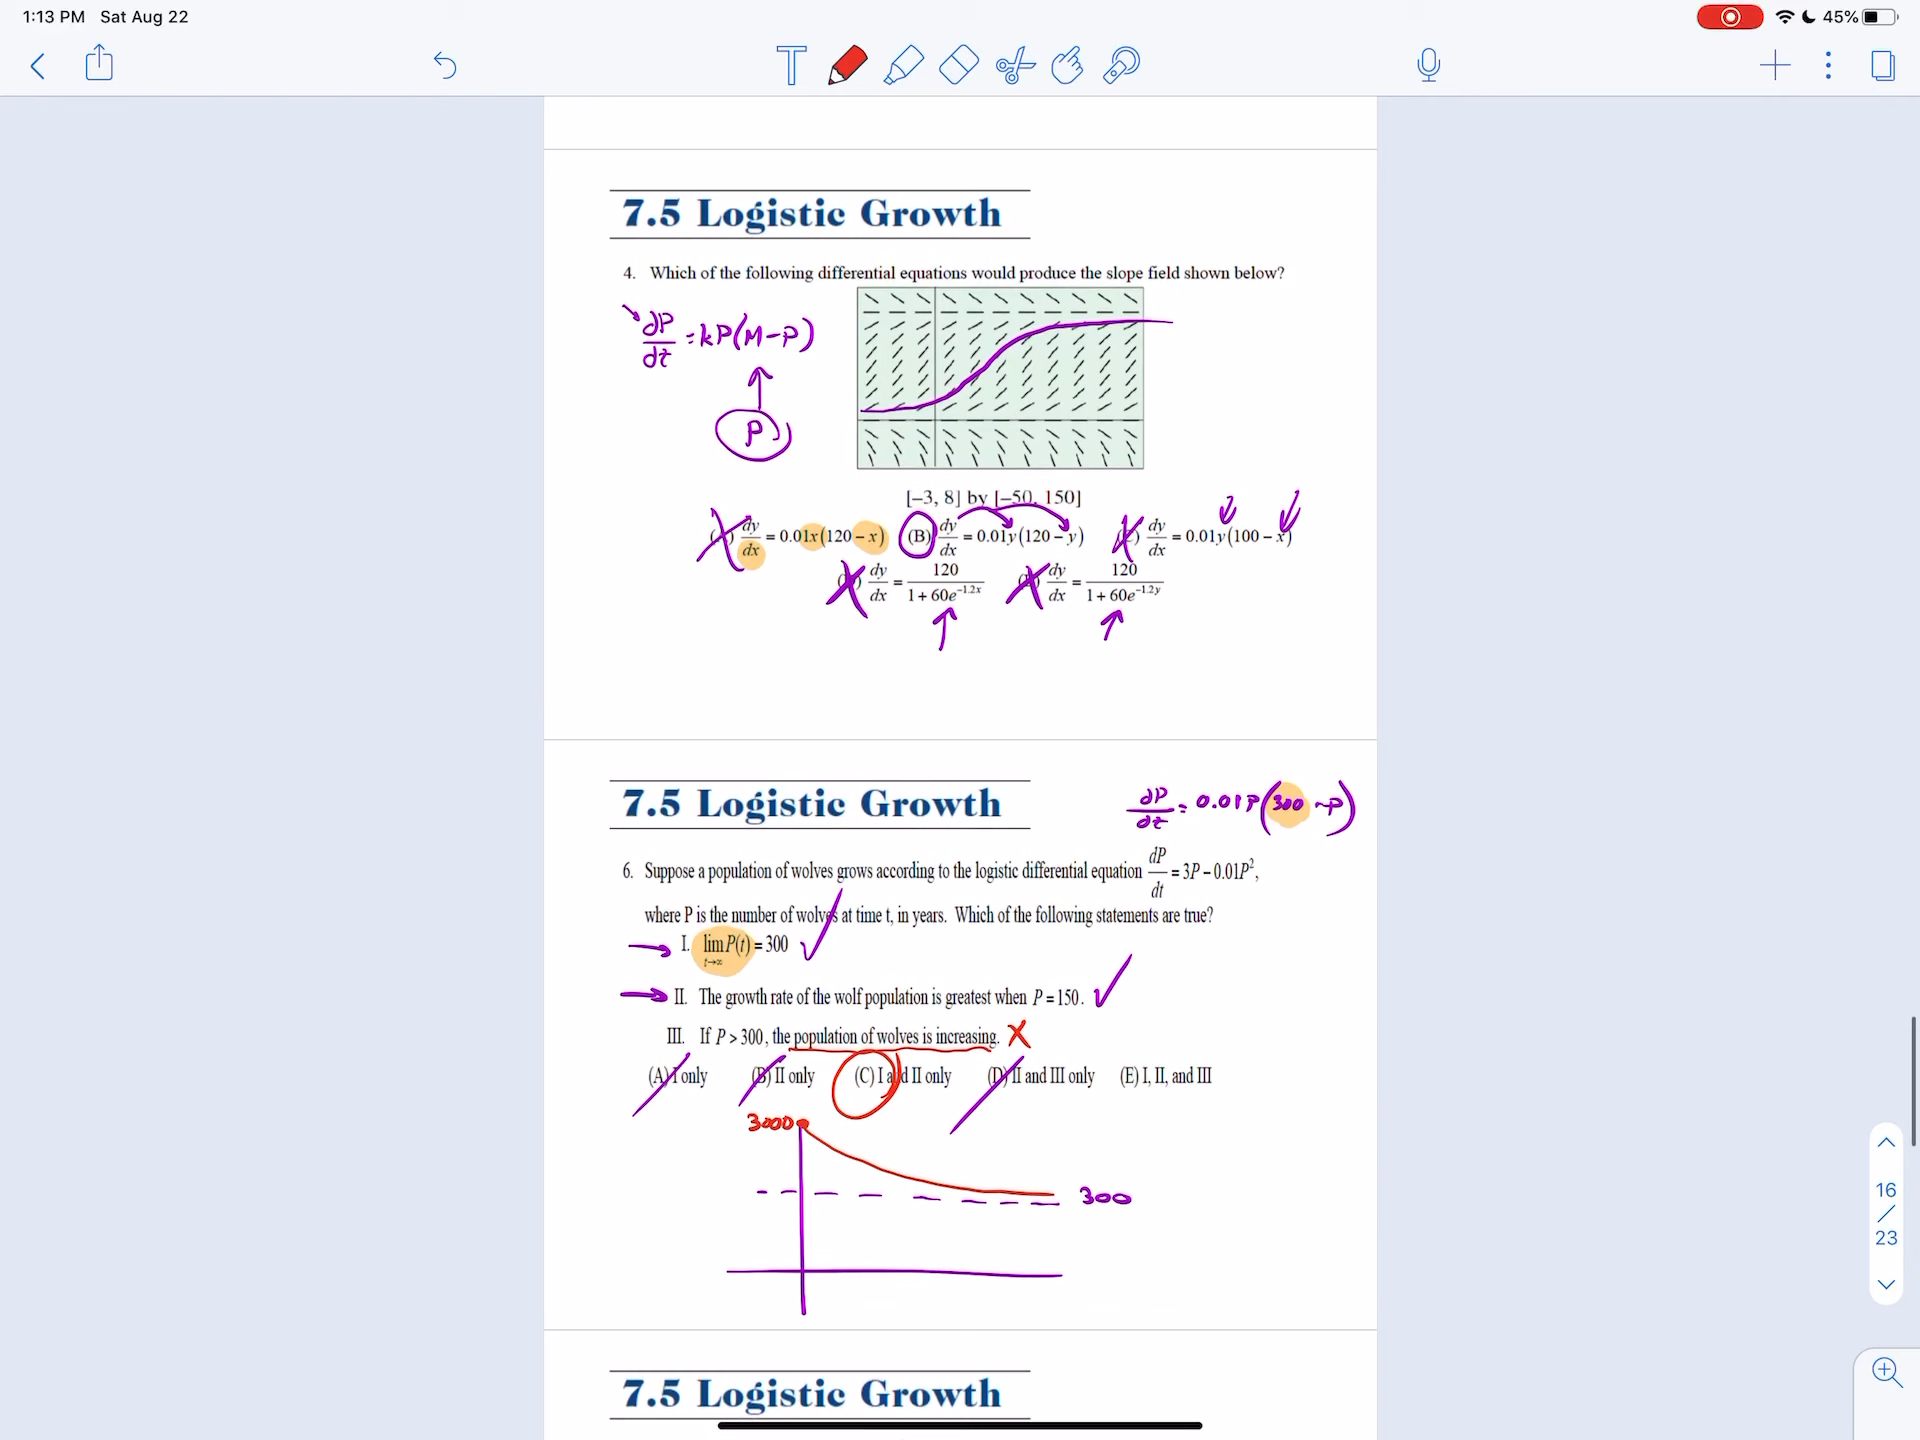 1:13 PM Sat Aug 22
45%
7.5 Logistic Growth
4. Which of the following differential equations would produce the slope field shown below?
dP/dt = kP(M-P)
P
[−3, 8] by [−50, 150]
dy/dx = 0.01x(120 − x) (B) dy/dx = 0.01y(120 − y) dy/dx = 0.01y(100 − x)
dy/dx = 120/(1 + 60e^−1.2x) dy/dx = 120/(1 + 60e^−1.2y)
7.5 Logistic Growth
dP/dt = 0.01P(300 - P)
6. Suppose a population of wolves grows according to the logistic differential equation dP/dt = 3P − 0.01P²,
where P is the number of wolves at time t, in years. Which of the following statements are true?
I. lim t→∞ P(t) = 300
II. The growth rate of the wolf population is greatest when P = 150.
III. If P > 300, the population of wolves is increasing.
(A) I only (B) II only (C) I and II only (D) II and III only (E) I, II, and III
3000
300
16
/
23
7.5 Logistic Growth